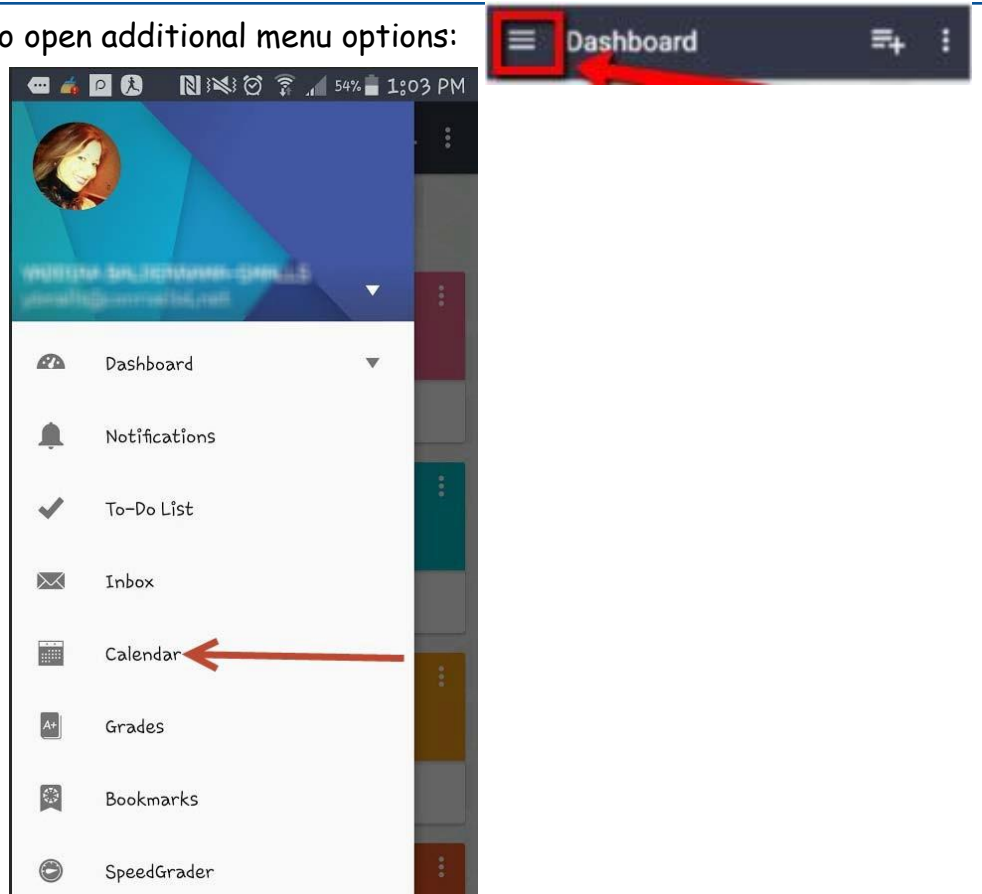 o open additional menu options:
Dashboard
54% 1:03 PM
Dashboard
Notifications
To-Do List
Inbox
Calendar
A+ Grades
Bookmarks
SpeedGrader